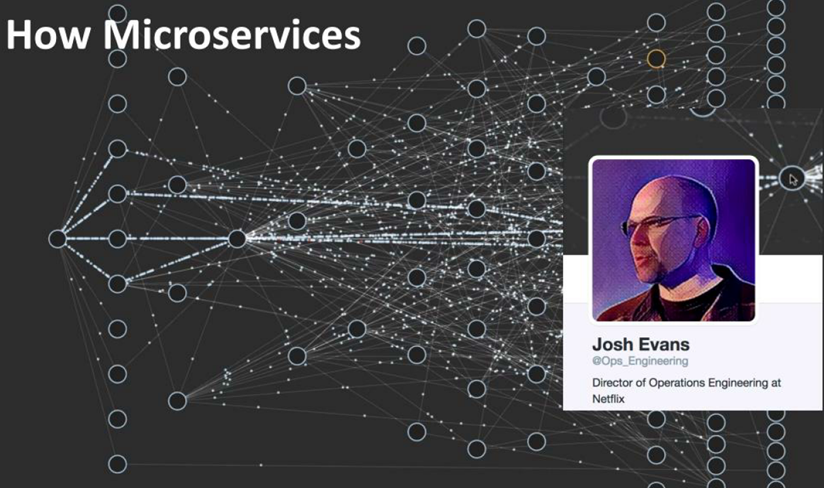 How Microservices
Josh Evans
@Ops_Engineering
Director of Operations Engineering at
Netflix